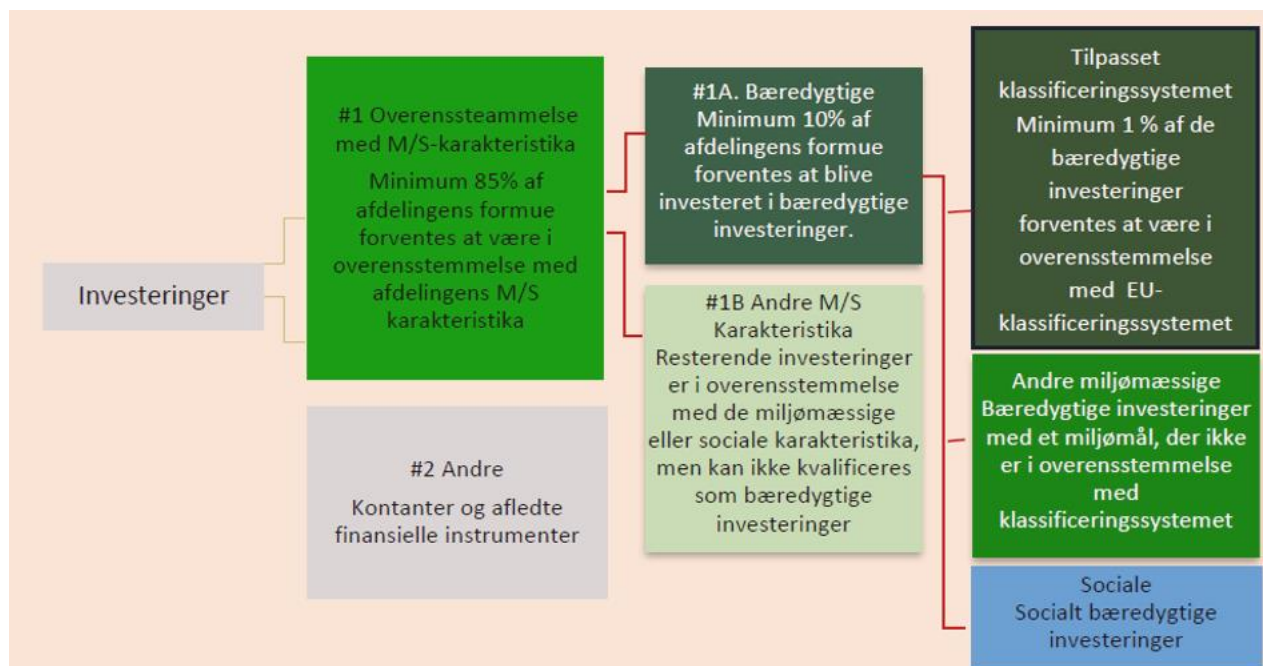 Investeringer
#1 Overenssteammelse
med M/S-karakteristika
Minimum 85% af
afdelingens formue
forventes at være i
overensstemmelse med
afdelingens M/S
karakteristika
#2 Andre
Kontanter og afledte
finansielle instrumenter
#1A. Bæredygtige
Minimum 10% af
afdelingens formue
forventes at blive
investeret i bæredygtige
investeringer.
#1B Andre M/S
Karakteristika
Resterende investeringer
er i overensstemmelse
med de miljømæssige
eller sociale karakteristika,
men kan ikke kvalificeres
som bæredygtige
investeringer
Tilpasset
klassificeringssystemet
Minimum 1 % af de
bæredygtige
investeringer
forventes at være i
overensstemmelse
med EU-
klassificeringssystemet
Andre miljømæssige
Bæredygtige investeringer
med et miljømål, der ikke
er i overensstemmelse
med
klassificeringssystemet
Sociale
Socialt bæredygtige
investeringer